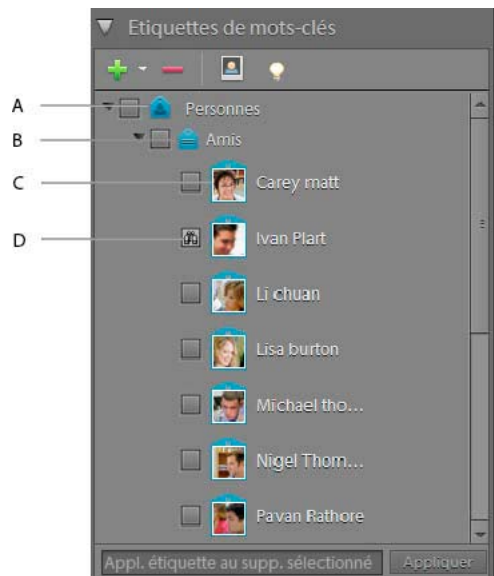 Etiquettes de mots-clés
A
Personnes
B
Amis
C
Carey matt
D
Ivan Plart
Li chuan
Lisa burton
Michael tho...
Nigel Thom...
Pavan Rathore
Appl. étiquette au supp. sélectionné
Appliquer